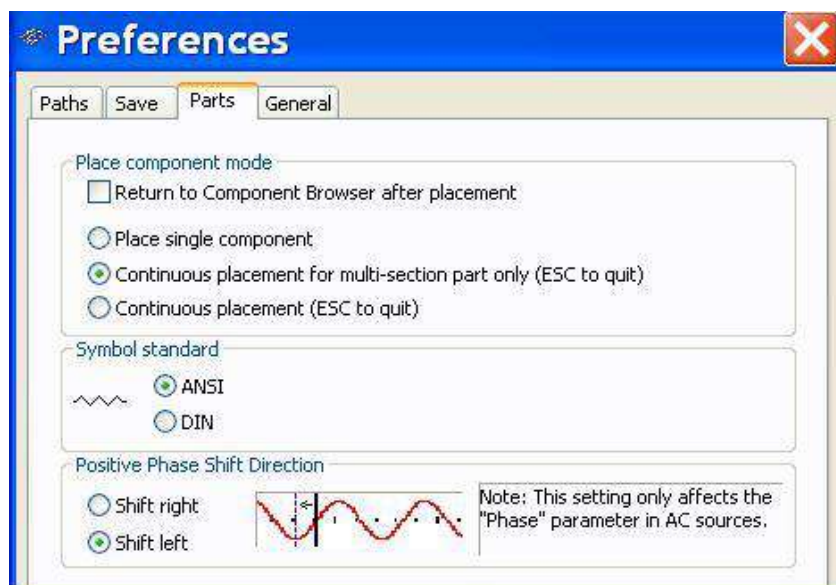 Preferences
Paths Save Parts General
Place component mode
Return to Component Browser after placement
Place single component
Continuous placement for multi-section part only (ESC to quit)
Continuous placement (ESC to quit)
Symbol standard
ANSI
DIN
Positive Phase Shift Direction
Shift right
Shift left
Note: This setting only affects the
"Phase" parameter in AC sources.